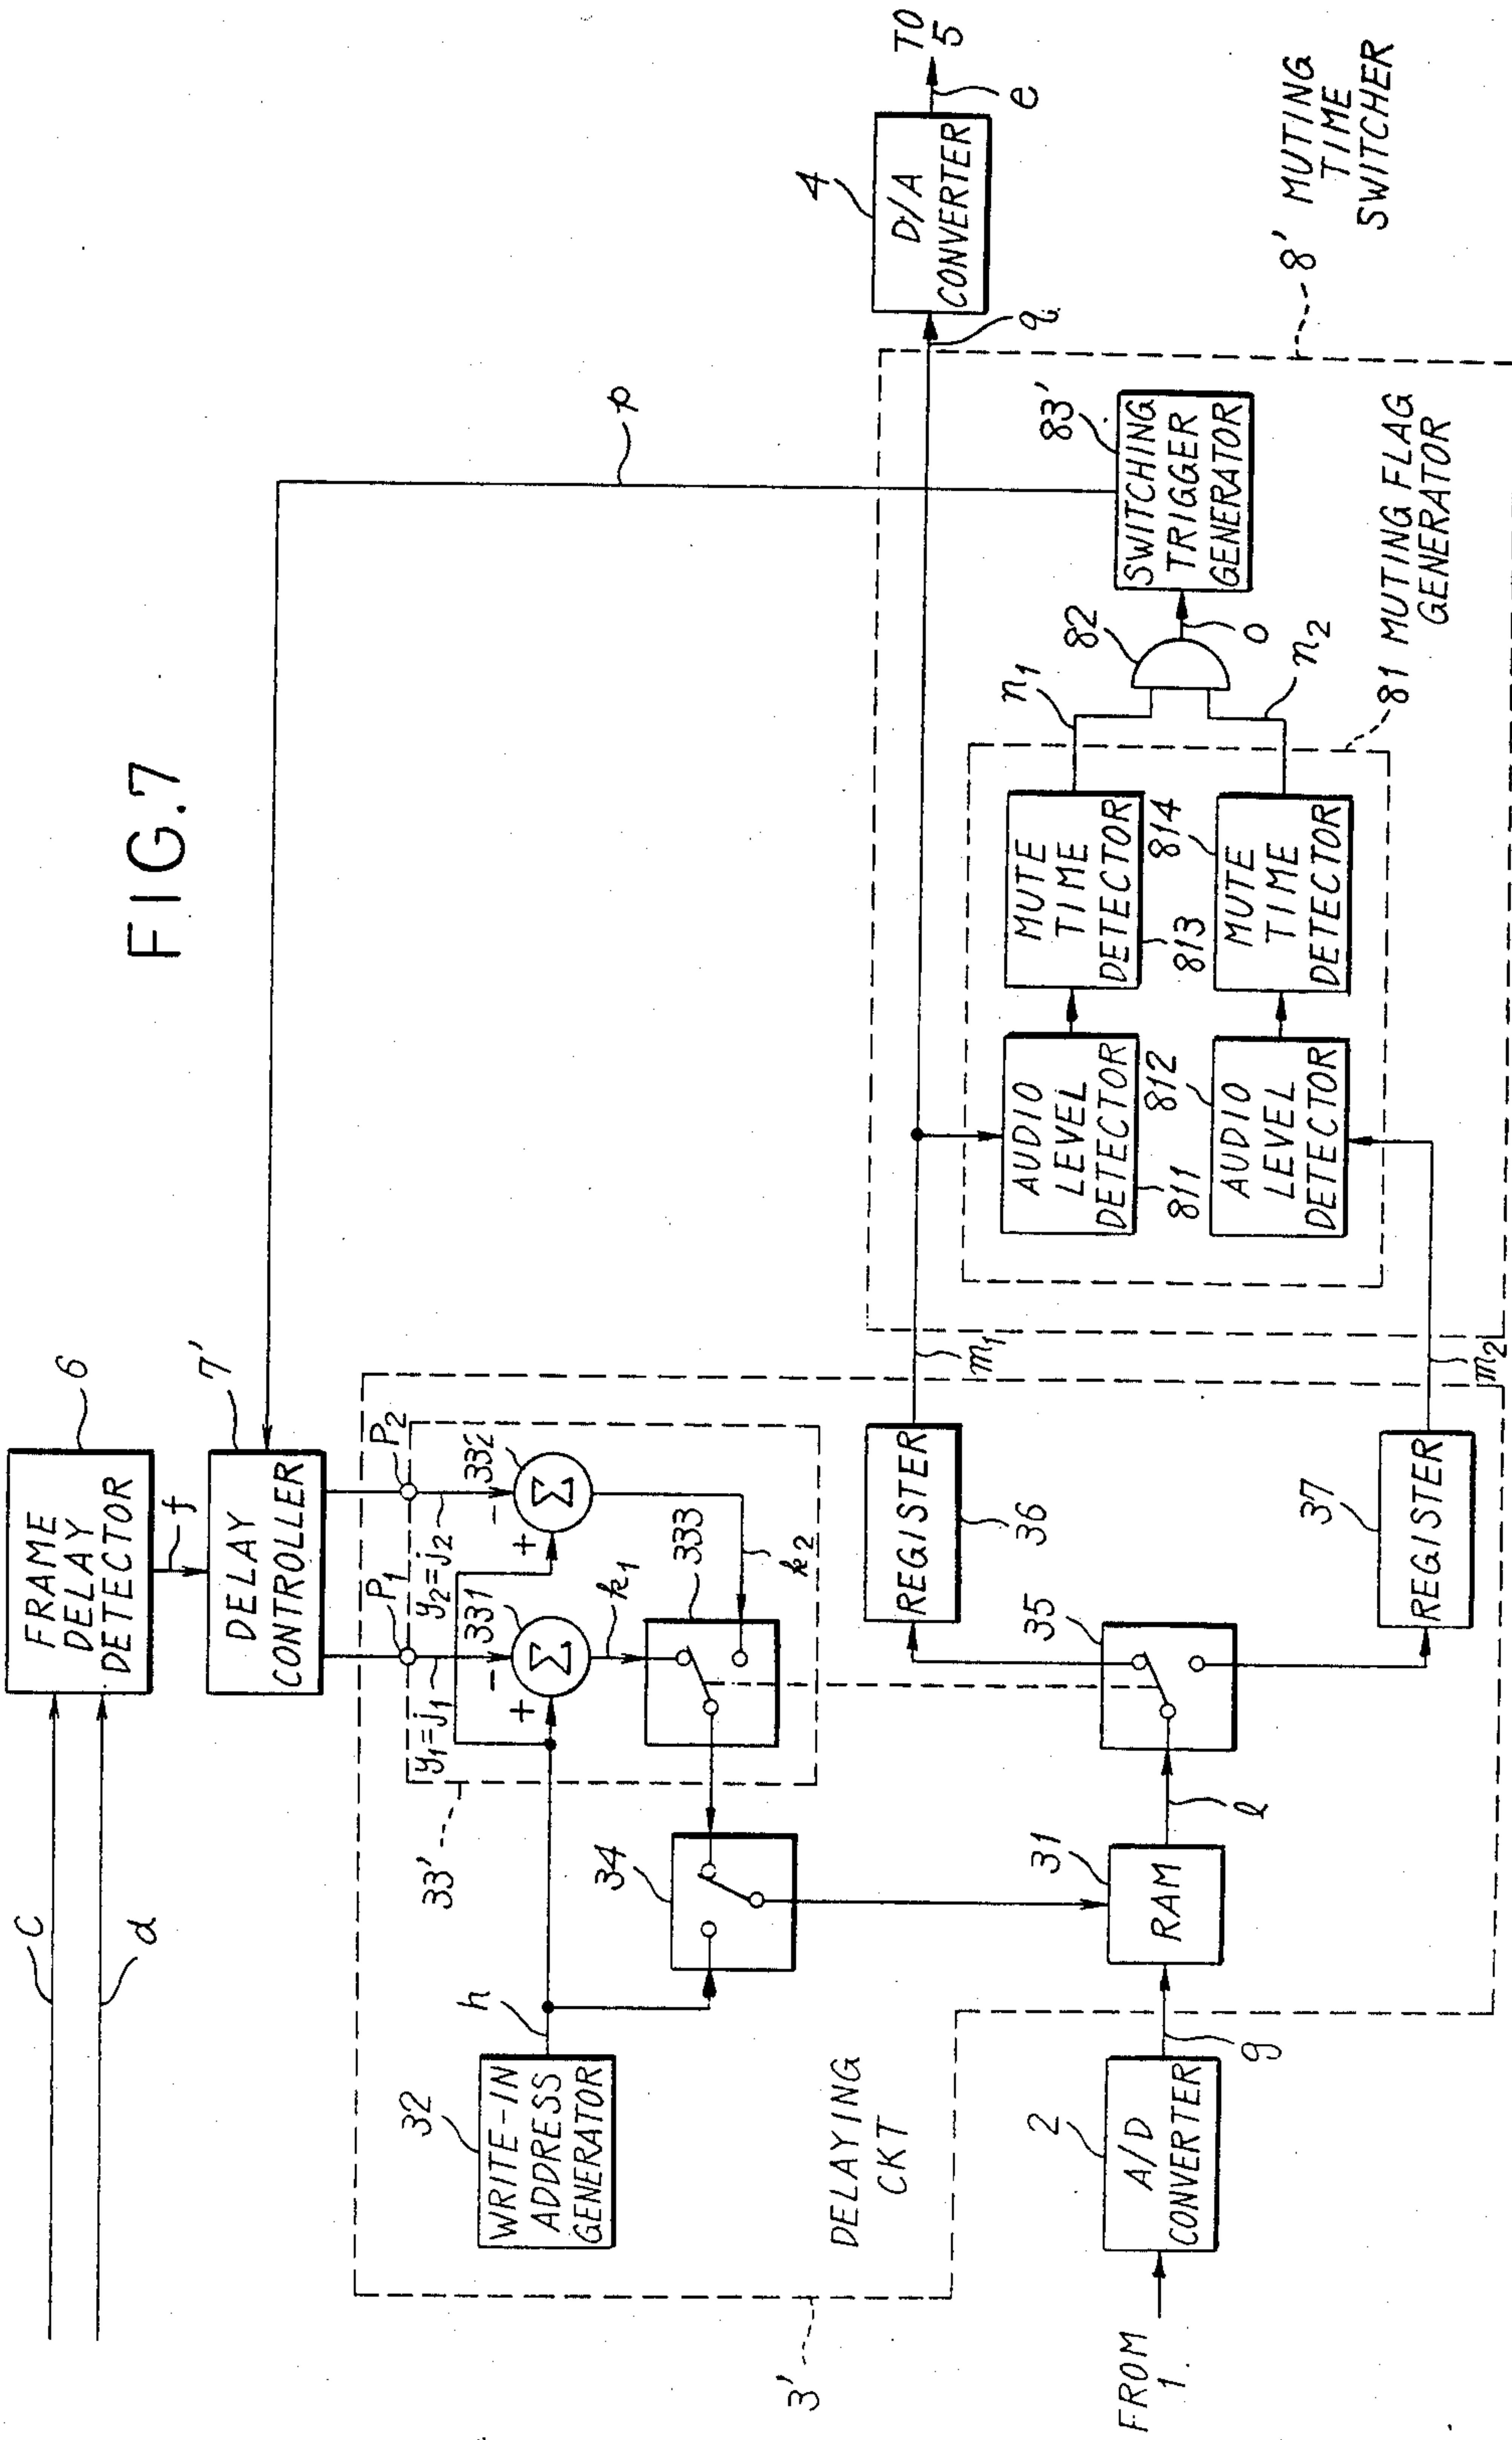 FIG.7
C
d
6
FRAME
DELAY
DETECTOR
f
7'
DELAY
CONTROLLER
P1
P2
y1=j1
y2=j2
331
332
+
−
+
−
Σ
Σ
k1
k2
333
33'
h
32
WRITE-IN
ADDRESS
GENERATOR
34
DELAYING
CKT
3'
FROM
1.
2
A/D
CONVERTER
g
31
RAM
l
35
REGISTER
36
REGISTER
37
m1
m2
p
q
4
D/A
CONVERTER
e
TO
5
AUDIO
LEVEL
DETECTOR
811
AUDIO
LEVEL
DETECTOR
812
MUTE
TIME
DETECTOR
813
MUTE
TIME
DETECTOR
814
n1
n2
82
o
83'
SWITCHING
TRIGGER
GENERATOR
81 MUTING FLAG
GENERATOR
8' MUTING
TIME
SWITCHER